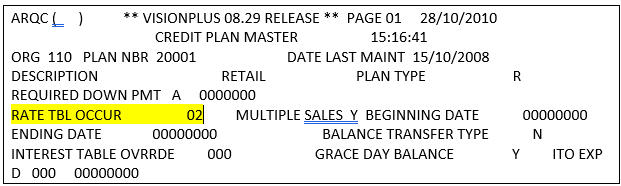 ARQC ( _ ) ** VISIONPLUS 08.29 RELEASE ** PAGE 01 28/10/2010
CREDIT PLAN MASTER 15:16:41
ORG 110 PLAN NBR 20001 DATE LAST MAINT 15/10/2008
DESCRIPTION RETAIL PLAN TYPE R
REQUIRED DOWN PMT A 0000000
RATE TBL OCCUR 02 MULTIPLE SALES Y BEGINNING DATE 00000000
ENDING DATE 00000000 BALANCE TRANSFER TYPE N
INTEREST TABLE OVRRDE 000 GRACE DAY BALANCE Y ITO EXP
D 000 00000000